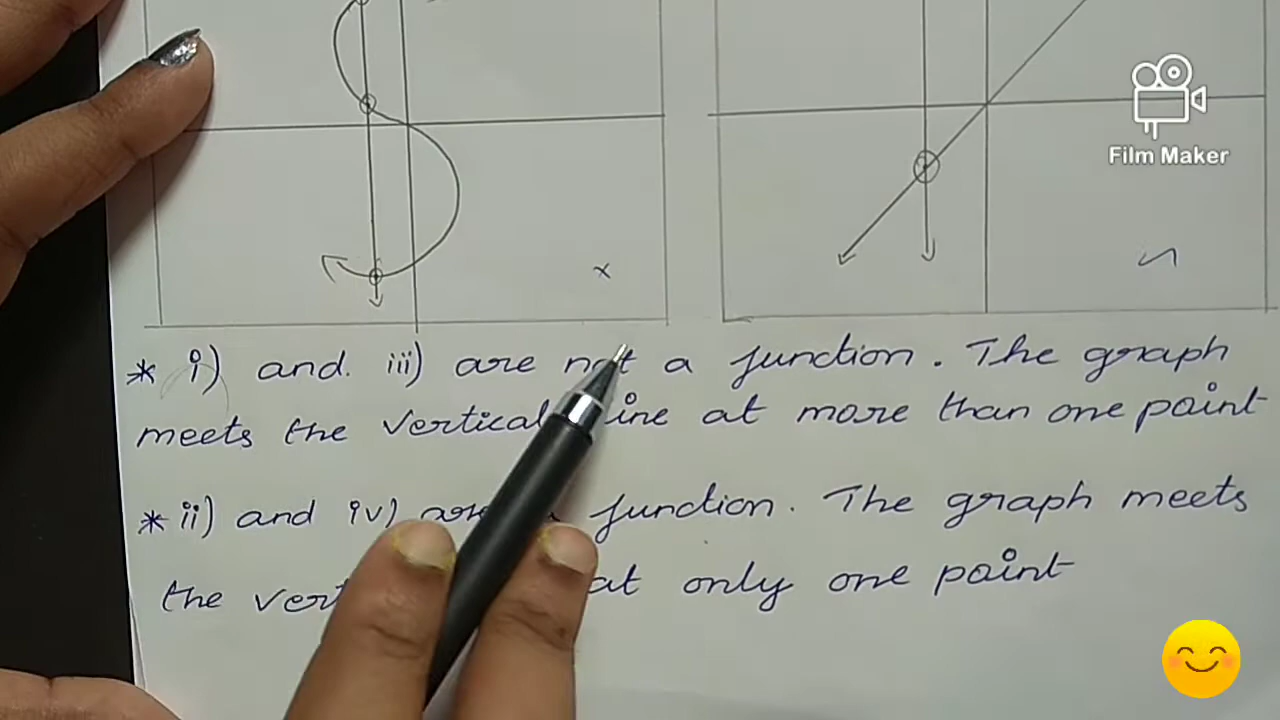 Film Maker
x
* i) and. iii) are not a function. The graph
meets the vertical line at more than one point
* ii) and iv) are a function. The graph meets
the at only one point